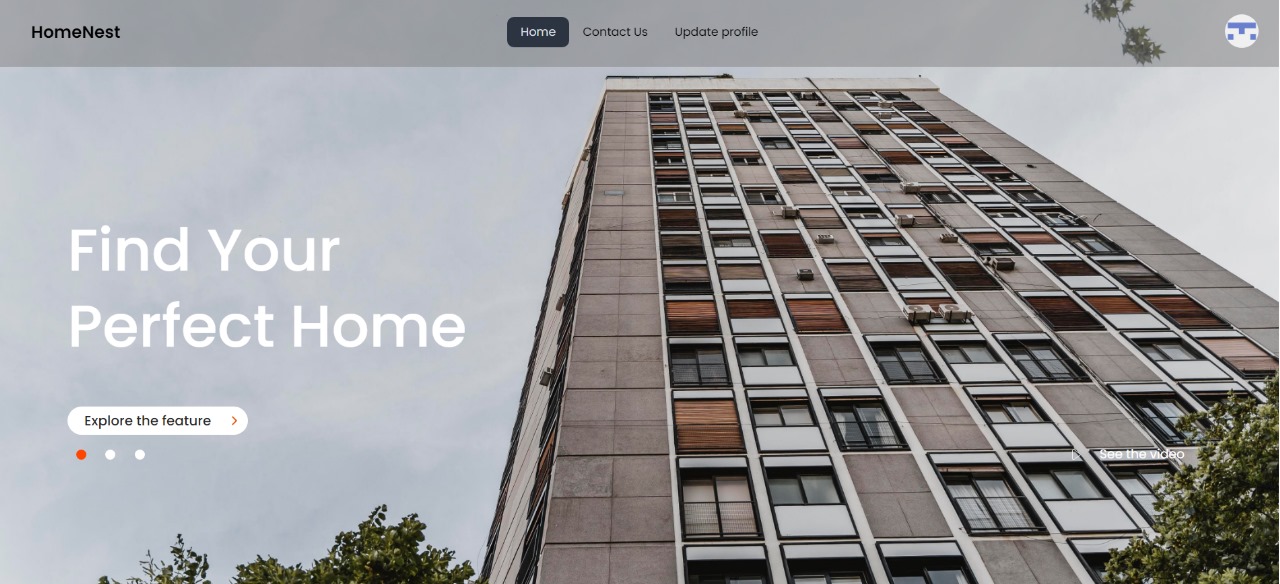 HomeNest
Home
Contact Us
Update profile
Find Your
Perfect Home
Explore the feature
See the video